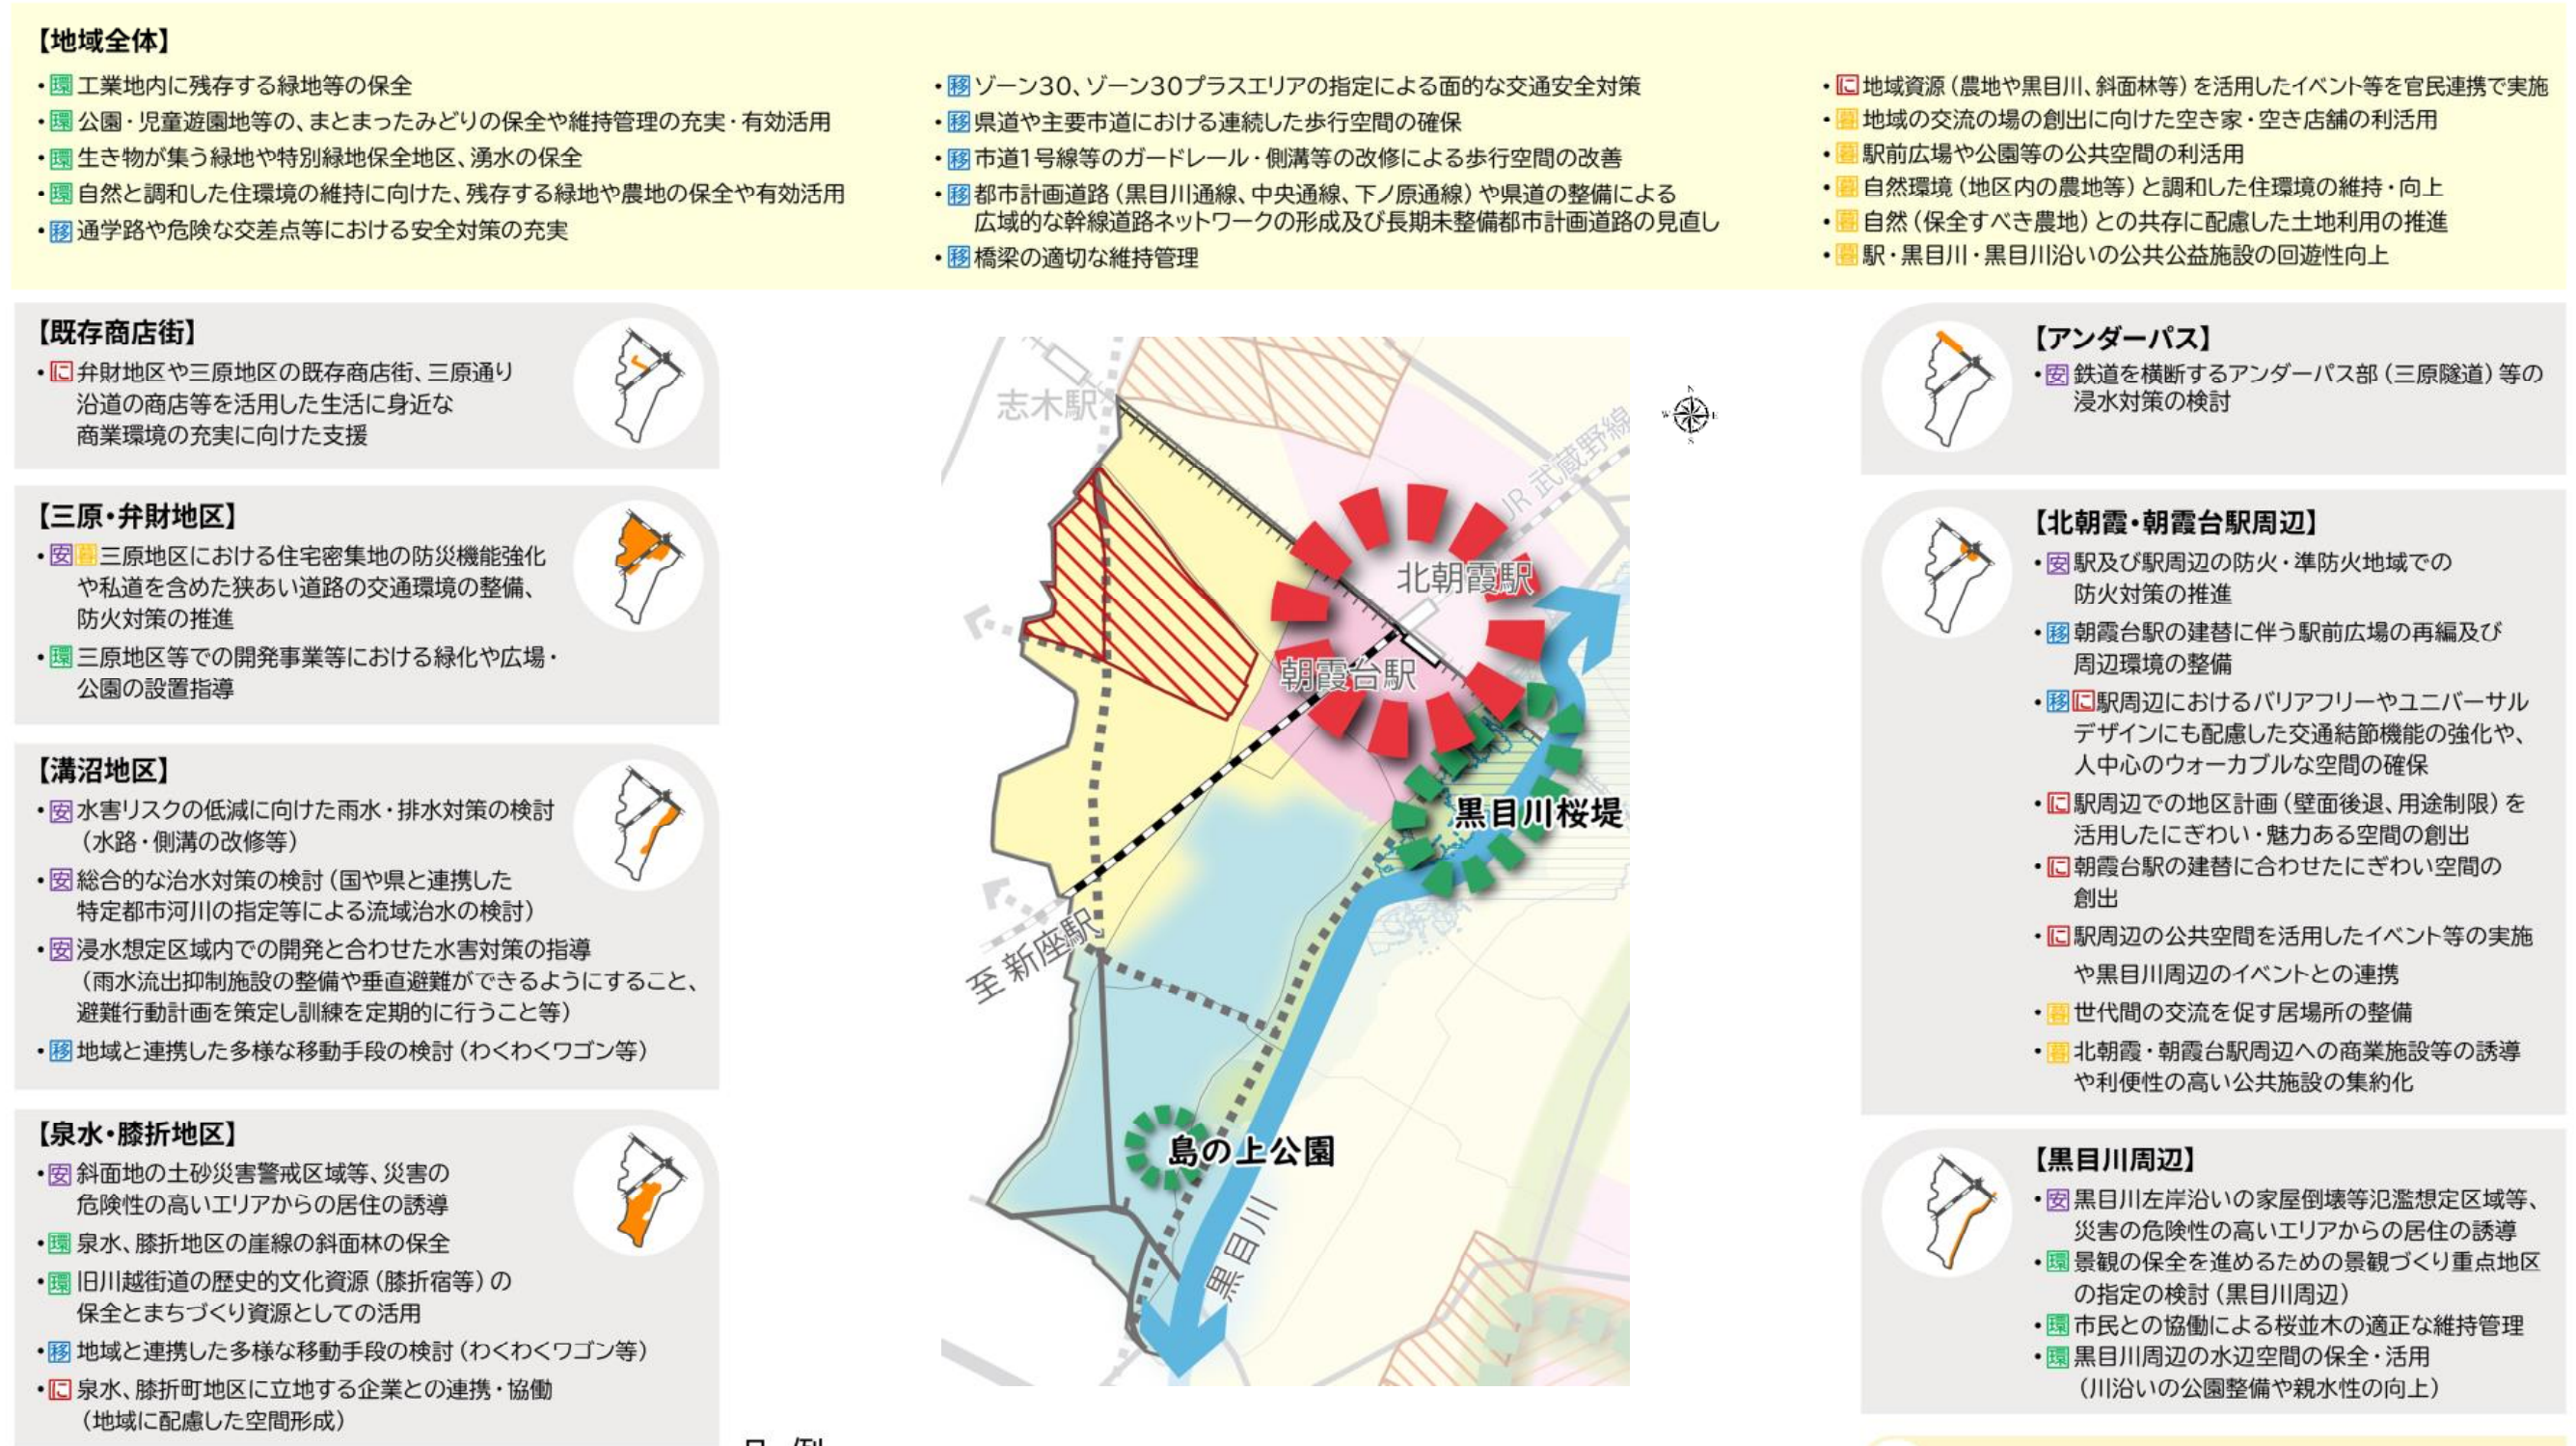 【地域全体】
・環 工業地内に残存する緑地等の保全
・環 公園・児童遊園地等の、まとまったみどりの保全や維持管理の充実・有効活用
・環 生き物が集う緑地や特別緑地保全地区、湧水の保全
・環 自然と調和した住環境の維持に向けた、残存する緑地や農地の保全や有効活用
・移 通学路や危険な交差点等における安全対策の充実
・移 ゾーン30、ゾーン30プラスエリアの指定による面的な交通安全対策
・移 県道や主要市道における連続した歩行空間の確保
・移 市道1号線等のガードレール・側溝等の改修による歩行空間の改善
・移 都市計画道路（黒目川通線、中央通線、下ノ原通線）や県道の整備による
広域的な幹線道路ネットワークの形成及び長期未整備都市計画道路の見直し
・移 橋梁の適切な維持管理
・に 地域資源（農地や黒目川、斜面林等）を活用したイベント等を官民連携で実施
・暮 地域の交流の場の創出に向けた空き家・空き店舗の利活用
・暮 駅前広場や公園等の公共空間の利活用
・暮 自然環境（地区内の農地等）と調和した住環境の維持・向上
・暮 自然（保全すべき農地）との共存に配慮した土地利用の推進
・暮 駅・黒目川・黒目川沿いの公共公益施設の回遊性向上
【既存商店街】
・に 弁財地区や三原地区の既存商店街、三原通り
沿道の商店等を活用した生活に身近な
商業環境の充実に向けた支援
【三原・弁財地区】
・安 暮 三原地区における住宅密集地の防災機能強化
や私道を含めた狭あい道路の交通環境の整備、
防火対策の推進
・環 三原地区等での開発事業等における緑化や広場・
公園の設置指導
【溝沼地区】
・安 水害リスクの低減に向けた雨水・排水対策の検討
（水路・側溝の改修等）
・安 総合的な治水対策の検討（国や県と連携した
特定都市河川の指定等による流域治水の検討）
・安 浸水想定区域内での開発と合わせた水害対策の指導
（雨水流出抑制施設の整備や垂直避難ができるようにすること、
避難行動計画を策定し訓練を定期的に行うこと等）
・移 地域と連携した多様な移動手段の検討（わくわくワゴン等）
【泉水・膝折地区】
・安 斜面地の土砂災害警戒区域等、災害の
危険性の高いエリアからの居住の誘導
・環 泉水、膝折地区の崖線の斜面林の保全
・環 旧川越街道の歴史的文化資源（膝折宿等）の
保全とまちづくり資源としての活用
・移 地域と連携した多様な移動手段の検討（わくわくワゴン等）
・に 泉水、膝折町地区に立地する企業との連携・協働
（地域に配慮した空間形成）
志木駅
JR 武蔵野線
北朝霞駅
朝霞台駅
黒目川桜堤
至 新座駅
島の上公園
黒目川
N
W
E
S
【アンダーパス】
・安 鉄道を横断するアンダーパス部（三原隧道）等の
浸水対策の検討
【北朝霞・朝霞台駅周辺】
・安 駅及び駅周辺の防火・準防火地域での
防火対策の推進
・移 朝霞台駅の建替に伴う駅前広場の再編及び
周辺環境の整備
・移 に 駅周辺におけるバリアフリーやユニバーサル
デザインにも配慮した交通結節機能の強化や、
人中心のウォーカブルな空間の確保
・に 駅周辺での地区計画（壁面後退、用途制限）を
活用したにぎわい・魅力ある空間の創出
・に 朝霞台駅の建替に合わせたにぎわい空間の
創出
・に 駅周辺の公共空間を活用したイベント等の実施
や黒目川周辺のイベントとの連携
・暮 世代間の交流を促す居場所の整備
・暮 北朝霞・朝霞台駅周辺への商業施設等の誘導
や利便性の高い公共施設の集約化
【黒目川周辺】
・安 黒目川左岸沿いの家屋倒壊等氾濫想定区域等、
災害の危険性の高いエリアからの居住の誘導
・環 景観の保全を進めるための景観づくり重点地区
の指定の検討（黒目川周辺）
・環 市民との協働による桜並木の適正な維持管理
・環 黒目川周辺の水辺空間の保全・活用
（川沿いの公園整備や親水性の向上）